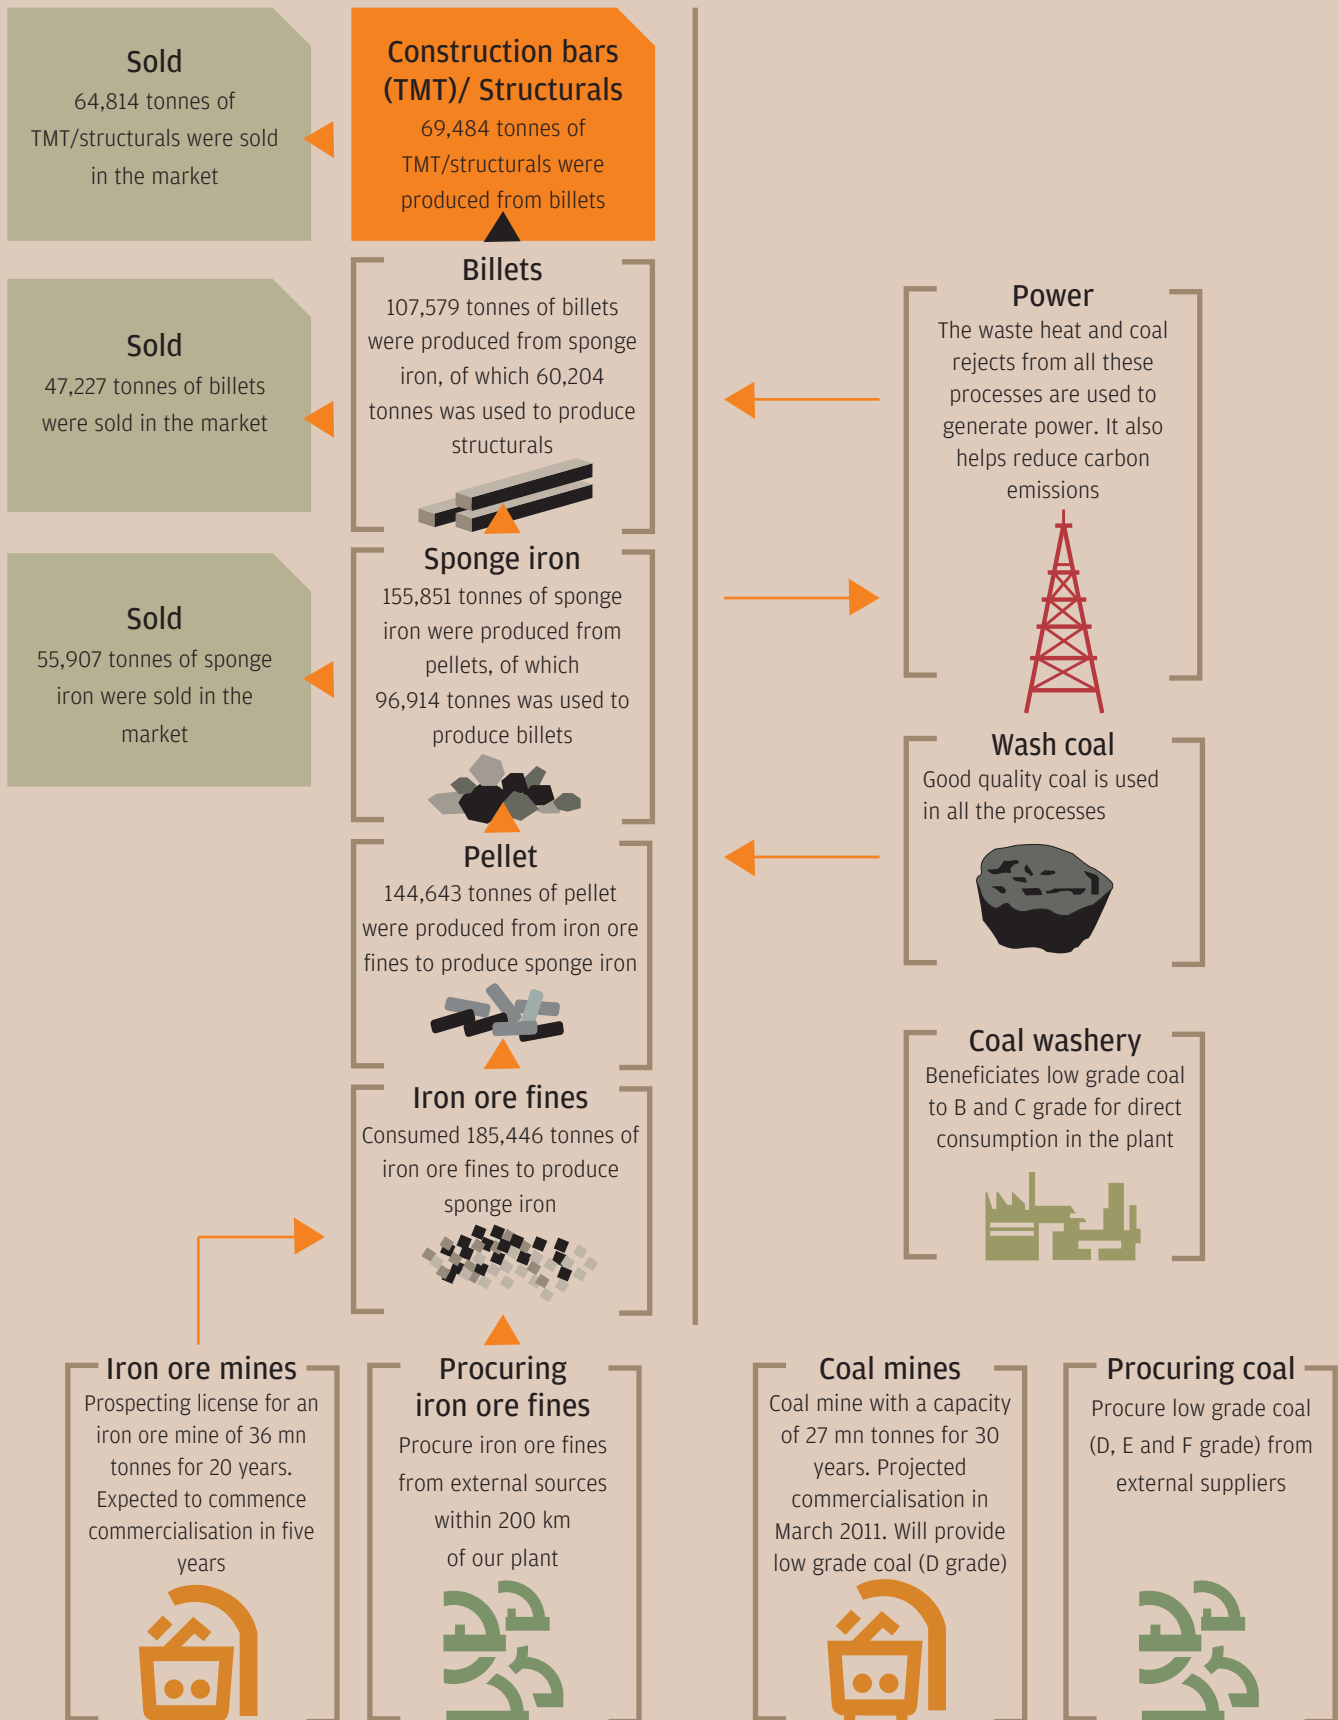 Sold
64,814 tonnes of
TMT/structurals were sold
in the market
Construction bars
(TMT)/ Structurals
69,484 tonnes of
TMT/structurals were
produced from billets
Sold
47,227 tonnes of billets
were sold in the market
Billets
107,579 tonnes of billets
were produced from sponge
iron, of which 60,204
tonnes was used to produce
structurals
Power
The waste heat and coal
rejects from all these
processes are used to
generate power. It also
helps reduce carbon
emissions
Sold
55,907 tonnes of sponge
iron were sold in the
market
Sponge iron
155,851 tonnes of sponge
iron were produced from
pellets, of which
96,914 tonnes was used to
produce billets
Wash coal
Good quality coal is used
in all the processes
Pellet
144,643 tonnes of pellet
were produced from iron ore
fines to produce sponge iron
Coal washery
Beneficiates low grade coal
to B and C grade for direct
consumption in the plant
Iron ore fines
Consumed 185,446 tonnes of
iron ore fines to produce
sponge iron
Iron ore mines
Prospecting license for an
iron ore mine of 36 mn
tonnes for 20 years.
Expected to commence
commercialisation in five
years
Procuring
iron ore fines
Procure iron ore fines
from external sources
within 200 km
of our plant
Coal mines
Coal mine with a capacity
of 27 mn tonnes for 30
years. Projected
commercialisation in
March 2011. Will provide
low grade coal (D grade)
Procuring coal
Procure low grade coal
(D, E and F grade) from
external suppliers